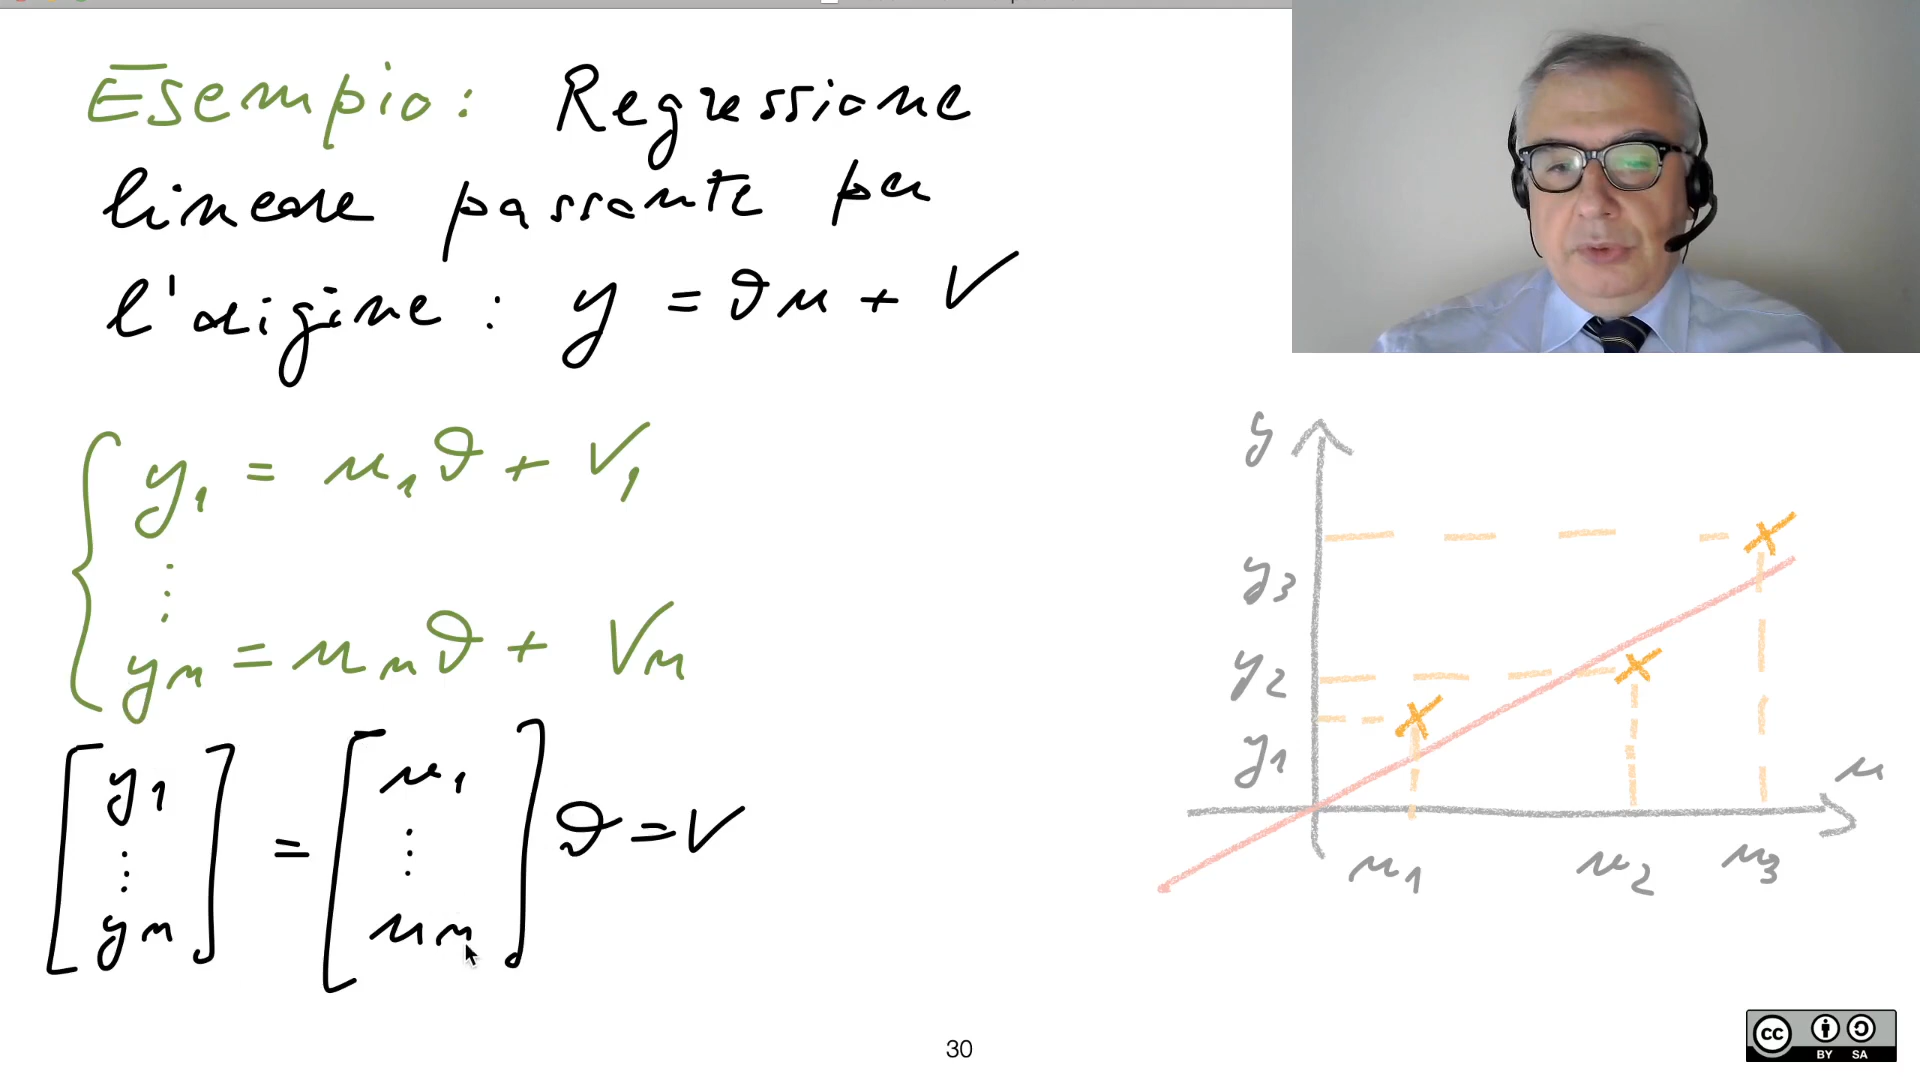 Esempio: Regressione
lineare passante per
l'origine: y = ϑu + V
y1 = u1ϑ + V1
⋮
yn = unϑ + Vn
[y1 ⋮ yn] = [u1 ⋮ un] ϑ = V
y
y3
y2
y1
u
u1 u2 u3
30
cc BY SA